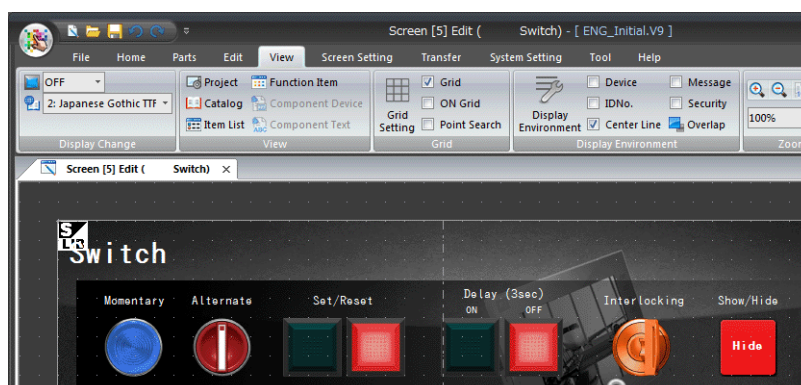 Screen [5] Edit ( Switch) - [ ENG_Initial.V9 ]
File Home Parts Edit View Screen Setting Transfer System Setting Tool Help
OFF Project Function Item Grid Device Message
2: Japanese Gothic TTF Catalog Component Device ON Grid IDNo. Security
Item List Component Text Grid Setting Point Search Display Environment Center Line Overlap 100%
Display Change View Grid Display Environment Zoo
Screen [5] Edit ( Switch) ×
S
L'R
Switch
Momentary Alternate Set/Reset Delay (3sec) Interlocking Show/Hide
ON OFF
Hide